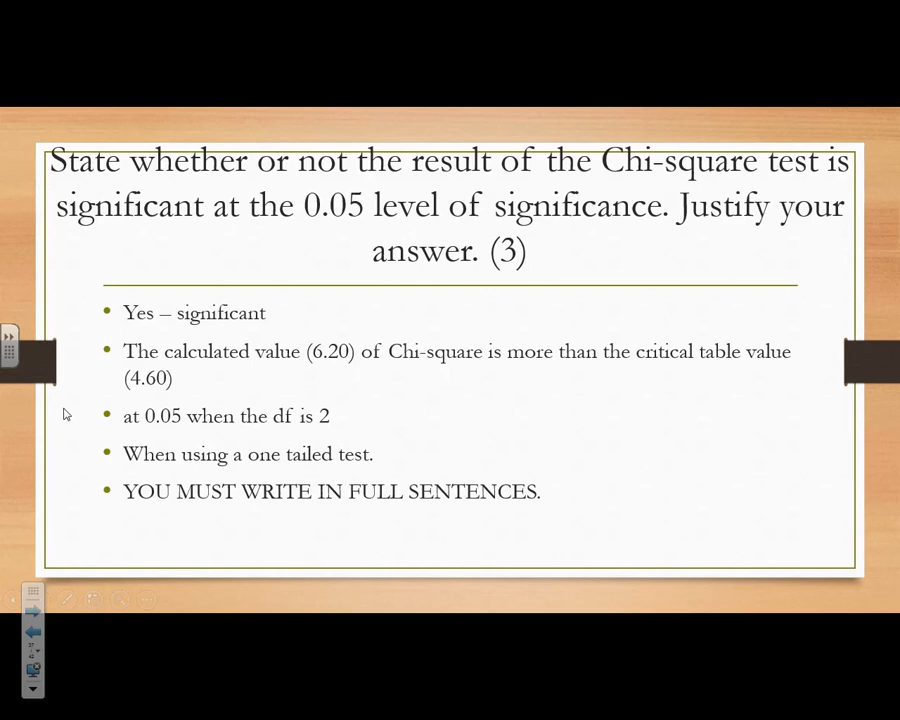 State whether or not the result of the Chi-square test is
significant at the 0.05 level of significance. Justify your
answer. (3)
Yes – significant
The calculated value (6.20) of Chi-square is more than the critical table value
(4.60)
at 0.05 when the df is 2
When using a one tailed test.
YOU MUST WRITE IN FULL SENTENCES.